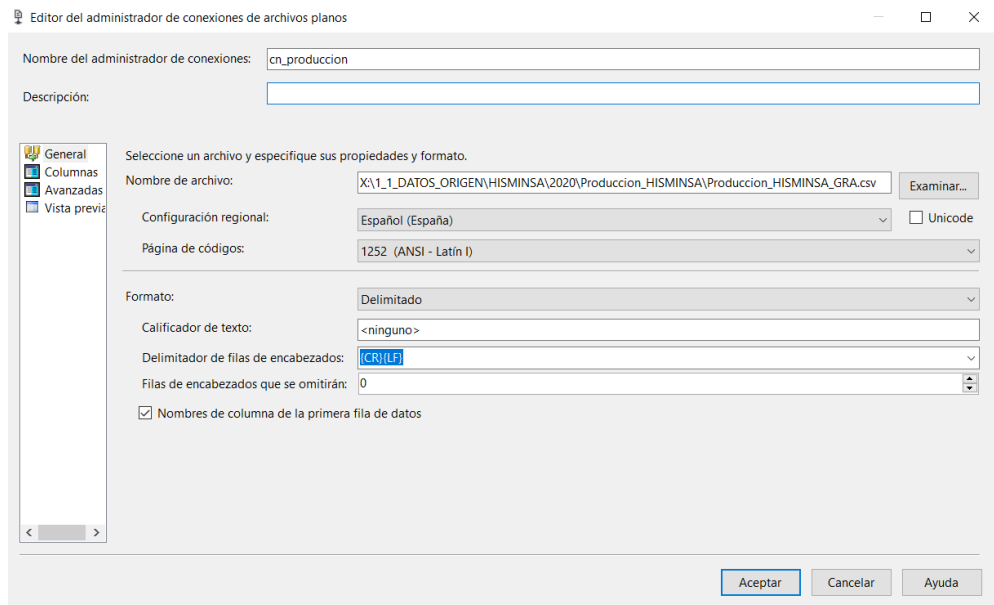 Editor del administrador de conexiones de archivos planos
Nombre del administrador de conexiones: cn_produccion
Descripción:
General
Columnas
Avanzadas
Vista previa
Seleccione un archivo y especifique sus propiedades y formato.
Nombre de archivo: X:\1_1_DATOS_ORIGEN\HISMINSA\2020\Produccion_HISMINSA\Produccion_HISMINSA_GRA.csv Examinar...
Configuración regional: Español (España) Unicode
Página de códigos: 1252 (ANSI - Latín I)
Formato: Delimitado
Calificador de texto: <ninguno>
Delimitador de filas de encabezados: {CR}{LF}
Filas de encabezados que se omitirán: 0
Nombres de columna de la primera fila de datos
Aceptar Cancelar Ayuda